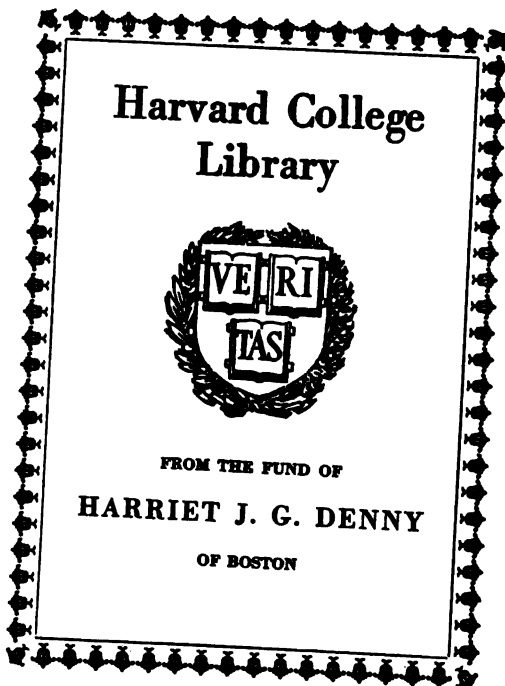 Harvard College
Library
VE RI
TAS
FROM THE FUND OF
HARRIET J. G. DENNY
OF BOSTON